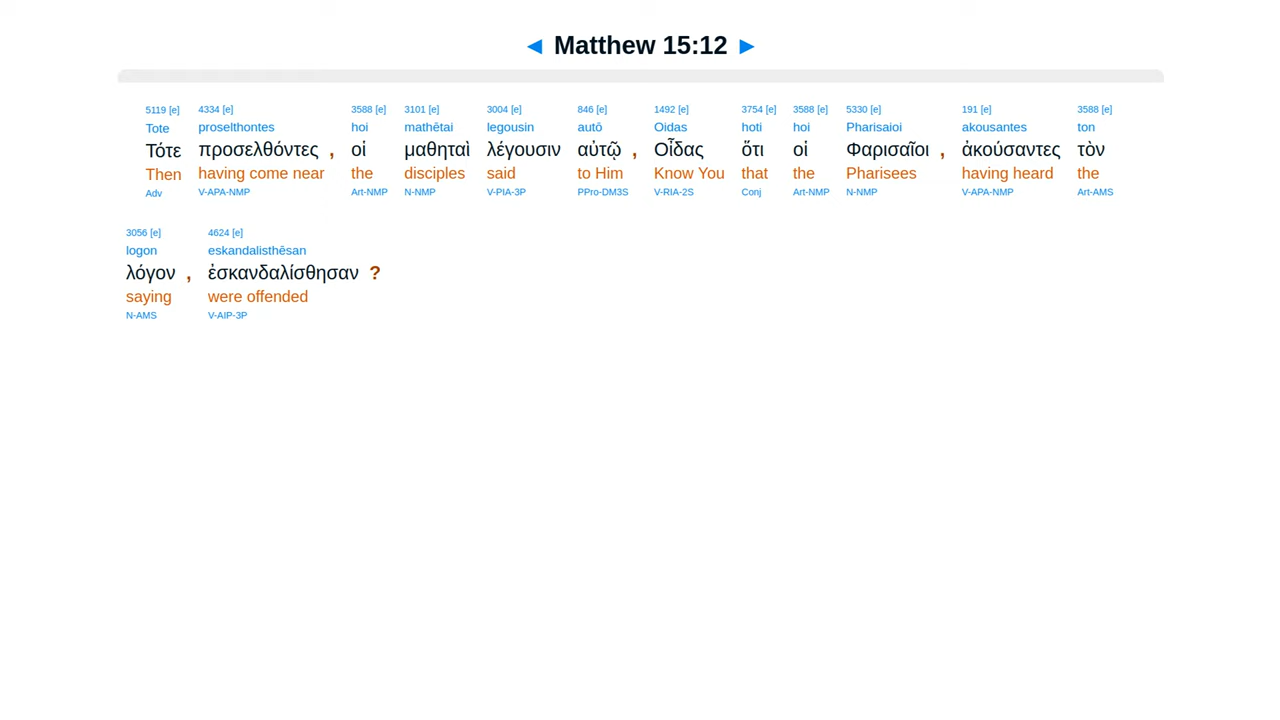 ◄ Matthew 15:12 ►
5119 [e] 4334 [e] 3588 [e] 3101 [e] 3004 [e] 846 [e] 1492 [e] 3754 [e] 3588 [e] 5330 [e] 191 [e] 3588 [e]
Tote proselthontes hoi mathētai legousin autō Oidas hoti hoi Pharisaioi akousantes ton
Τότε προσελθόντες , οἱ μαθηταὶ λέγουσιν αὐτῷ , Οἶδας ὅτι οἱ Φαρισαῖοι , ἀκούσαντες τὸν
Then having come near the disciples said to Him Know You that the Pharisees having heard the
Adv V-APA-NMP Art-NMP N-NMP V-PIA-3P PPro-DM3S V-RIA-2S Conj Art-NMP N-NMP V-APA-NMP Art-AMS
3056 [e] 4624 [e]
logon eskandalisthēsan
λόγον , ἐσκανδαλίσθησαν ?
saying were offended
N-AMS V-AIP-3P